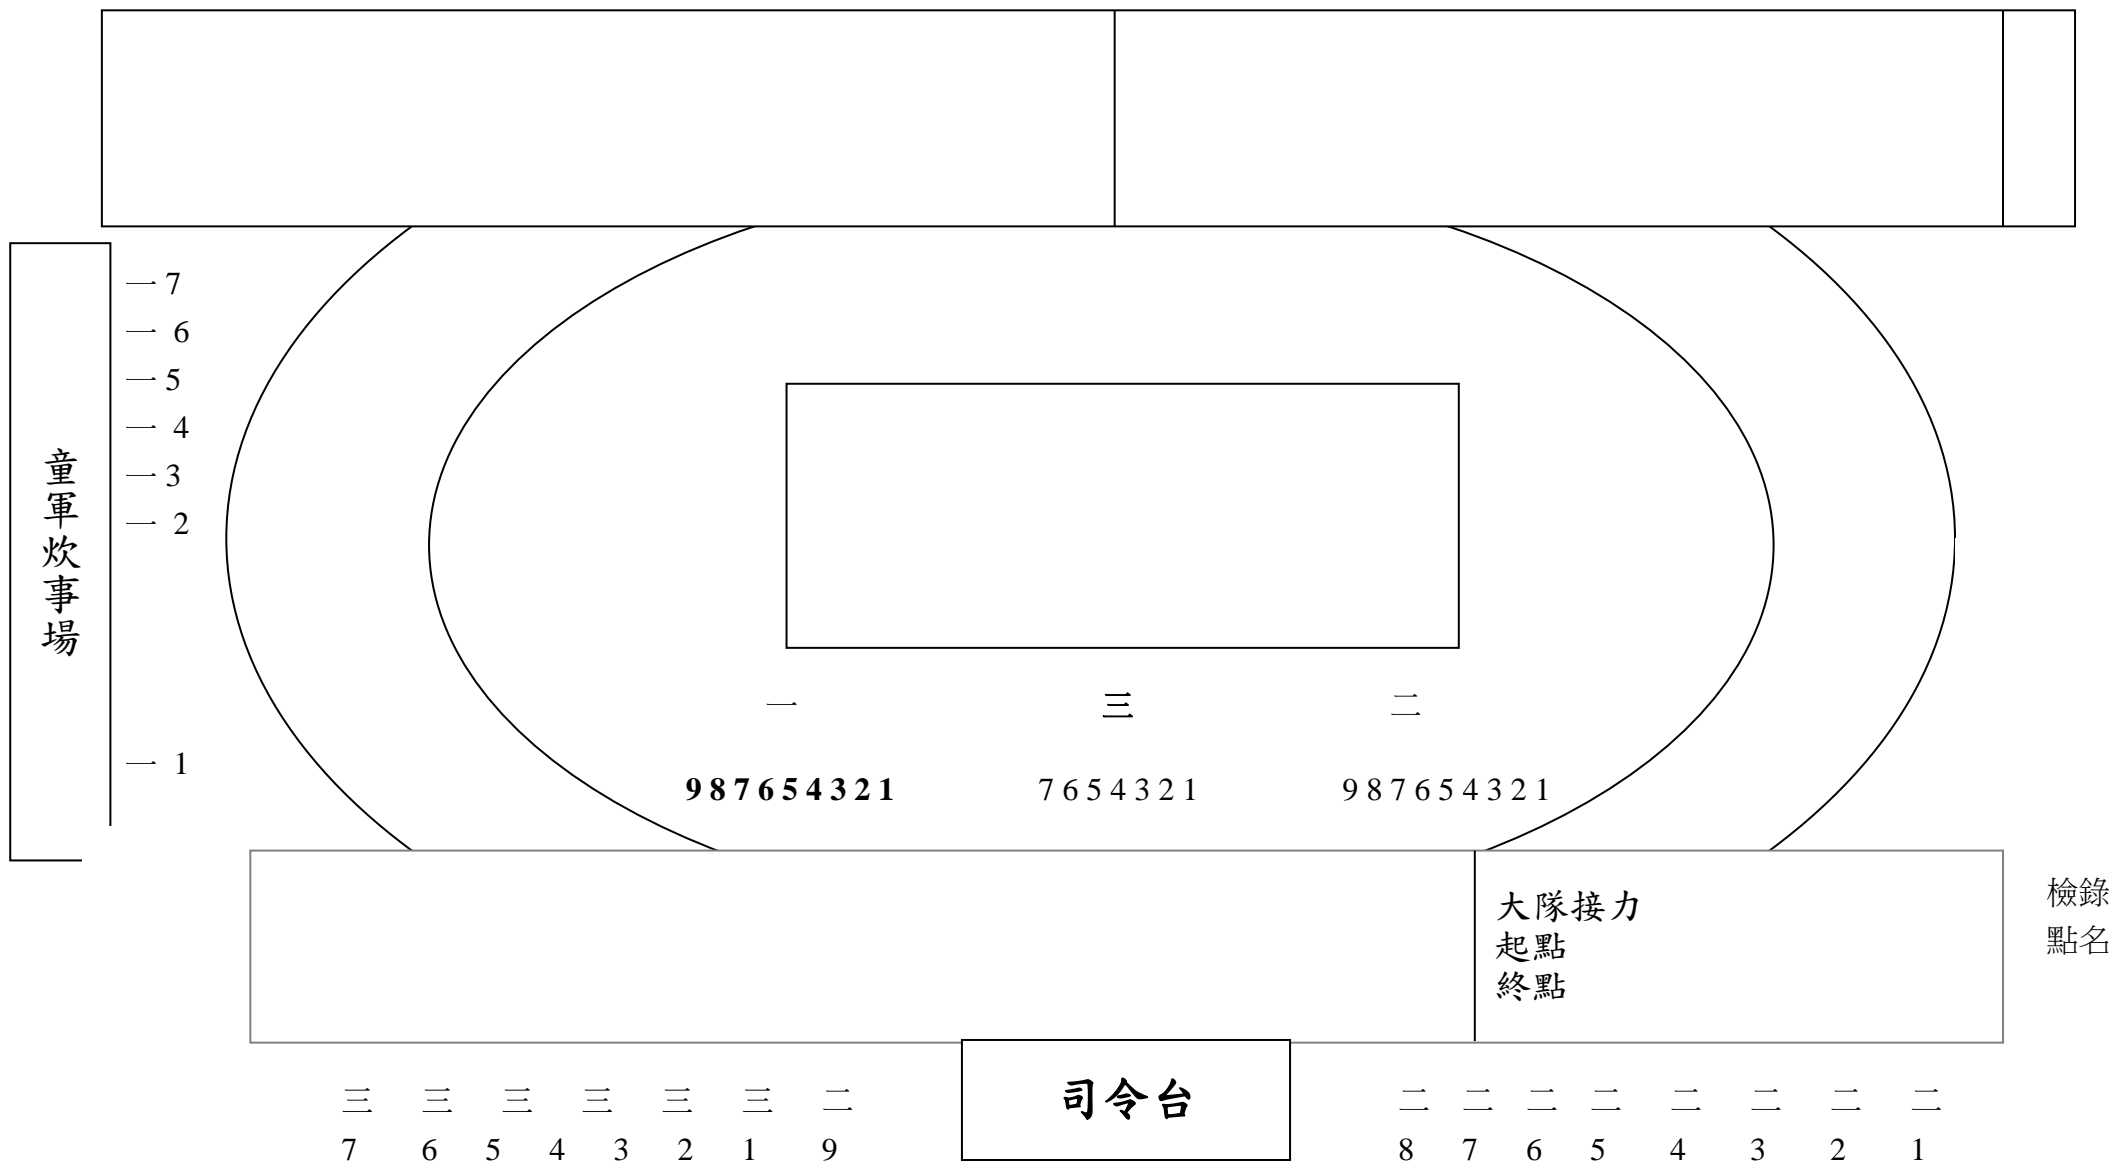 一 7
一 6
一 5
一 4
一 3
一 2
一 1
童軍炊事場
一 三 二
9 8 7 6 5 4 3 2 1 7 6 5 4 3 2 1 9 8 7 6 5 4 3 2 1
大隊接力
起點
終點
檢錄
點名
司令台
三 三 三 三 三 三 二 二 二 二 二 二 二 二 二
7 6 5 4 3 2 1 9 8 7 6 5 4 3 2 1